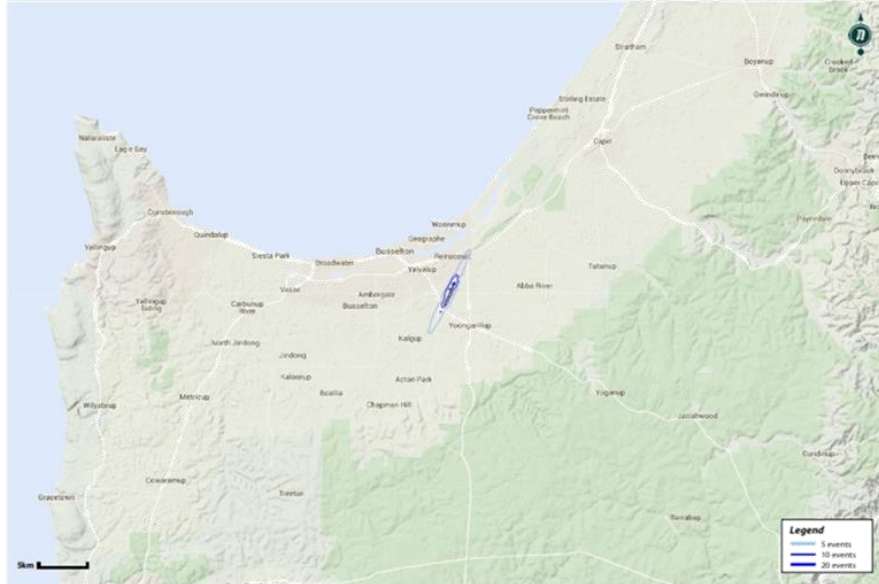 Stratham
Boyanup
Crooked
Brook
Gwindinup
Stirling Estate
Peppermint
Grove Beach
Capel
Naturaliste
Eagle Bay
Donnybrook
Upper Cape
Dunsborough
Paynedale
Wonnerup
Quindalup
Geographe
Yallingup
Siesta Park
Busselton
Reinscourt
Broadwater
Yalyalup
Tutunup
Vasse
Abba River
Ambergate
Yallingup
Siding
Carbunup
River
Busselton
Yoongarillup
Kalgup
North Jindong
Jindong
Kaloorup
Acton Park
Boallia
Yoganup
Metricup
Wilyabrup
Chapman Hill
Jarrahwood
Cundinup
Cowaramup
Treeton
Gracetown
Barrabup
Legend
5 events
10 events
20 events
5km